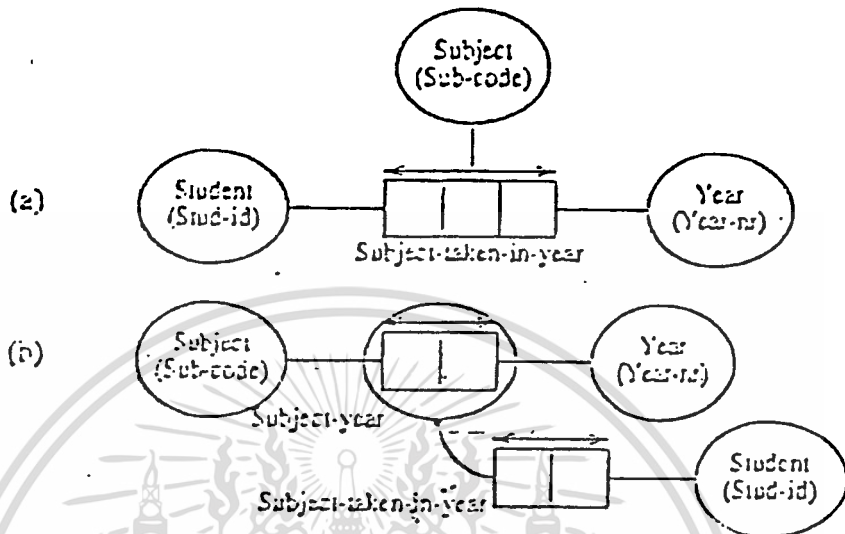 Subject
(Sub-code)
(a)
Student
(Stud-id)
Year
(Year-nr)
Subject-taken-in-year
(b)
Subject
(Sub-code)
Year
(Year-nr)
Subject-year
Subject-taken-in-year
Student
(Stud-id)